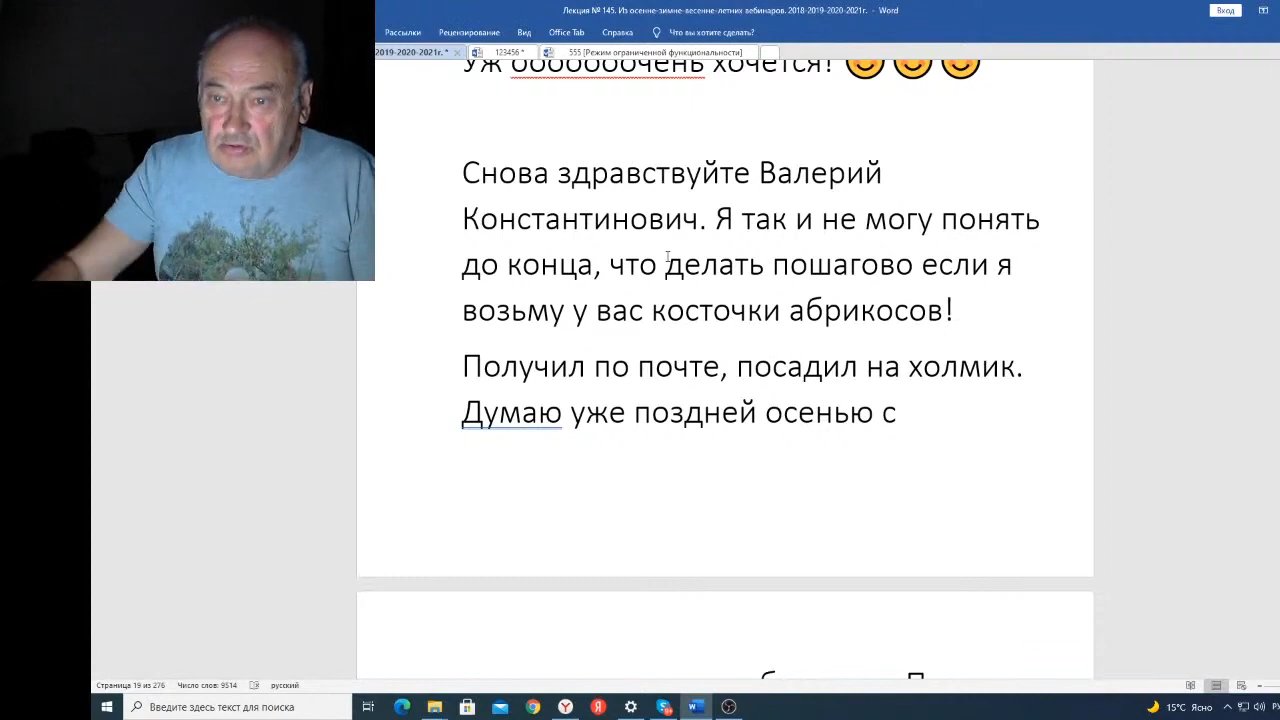 Лекция № 145. Из осенне-зимне-весенне-летних вебинаров. 2018-2019-2020-2021г. - Word
Вход
Рассылки Рецензирование Вид Office Tab Справка Что вы хотите сделать?
2019-2020-2021г. * 123456 * 555 [Режим ограниченной функциональности]
Уж оооооооочень хочется!
Снова здравствуйте Валерий
Константинович. Я так и не могу понять
до конца, что делать пошагово если я
возьму у вас косточки абрикосов!
Получил по почте, посадил на холмик.
Думаю уже поздней осенью с
Страница 19 из 276 Число слов: 9514 русский
Введите здесь текст для поиска
15°C Ясно